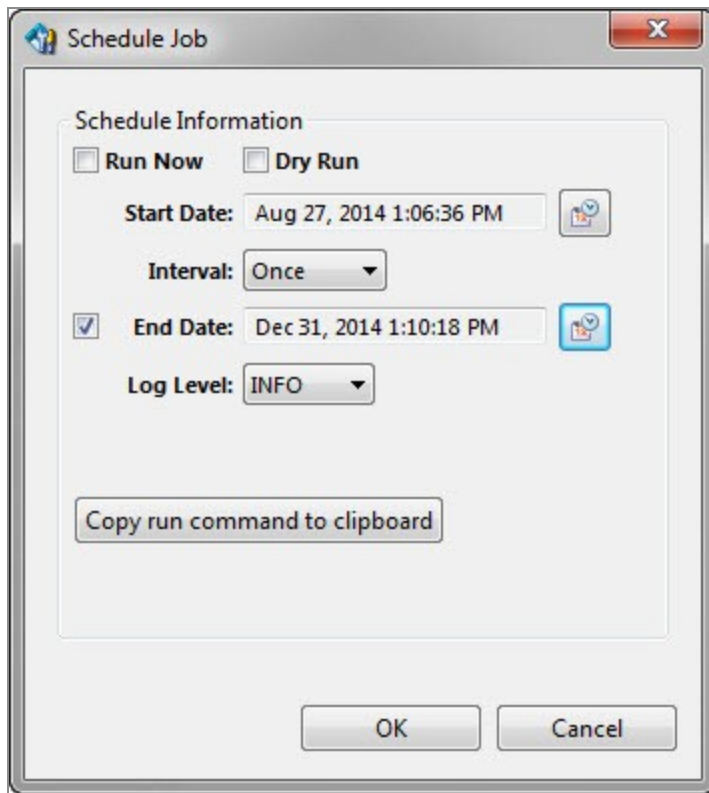 Schedule Job
Schedule Information
Run Now Dry Run
Start Date: Aug 27, 2014 1:06:36 PM
Interval: Once
End Date: Dec 31, 2014 1:10:18 PM
Log Level: INFO
Copy run command to clipboard
OK Cancel